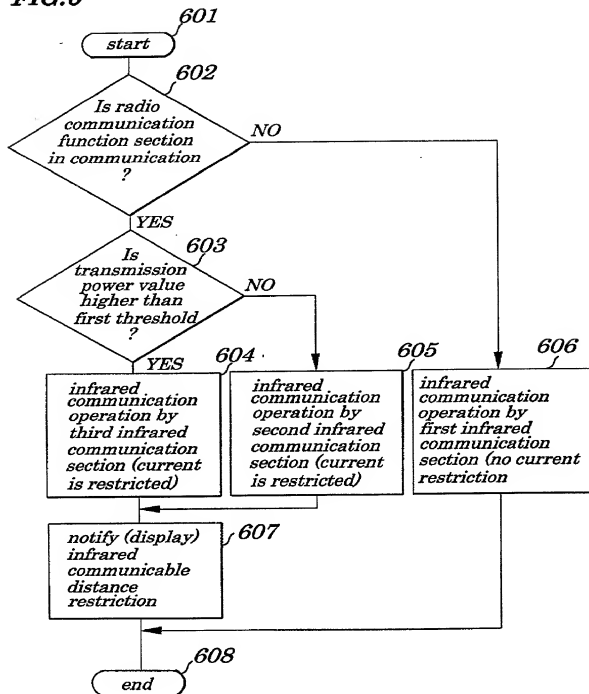 601
start
602
Is radio
communication
function section
in communication
?
NO
YES
603
Is
transmission
power value
higher than
first threshold
?
NO
YES
604
infrared
communication
operation by
third infrared
communication
section (current
is restricted)
605
infrared
communication
operation by
second infrared
communication
section (current
is restricted)
606
infrared
communication
operation by
first infrared
communication
section (no current
restriction
607
notify (display)
infrared
communicable
distance
restriction
end
608